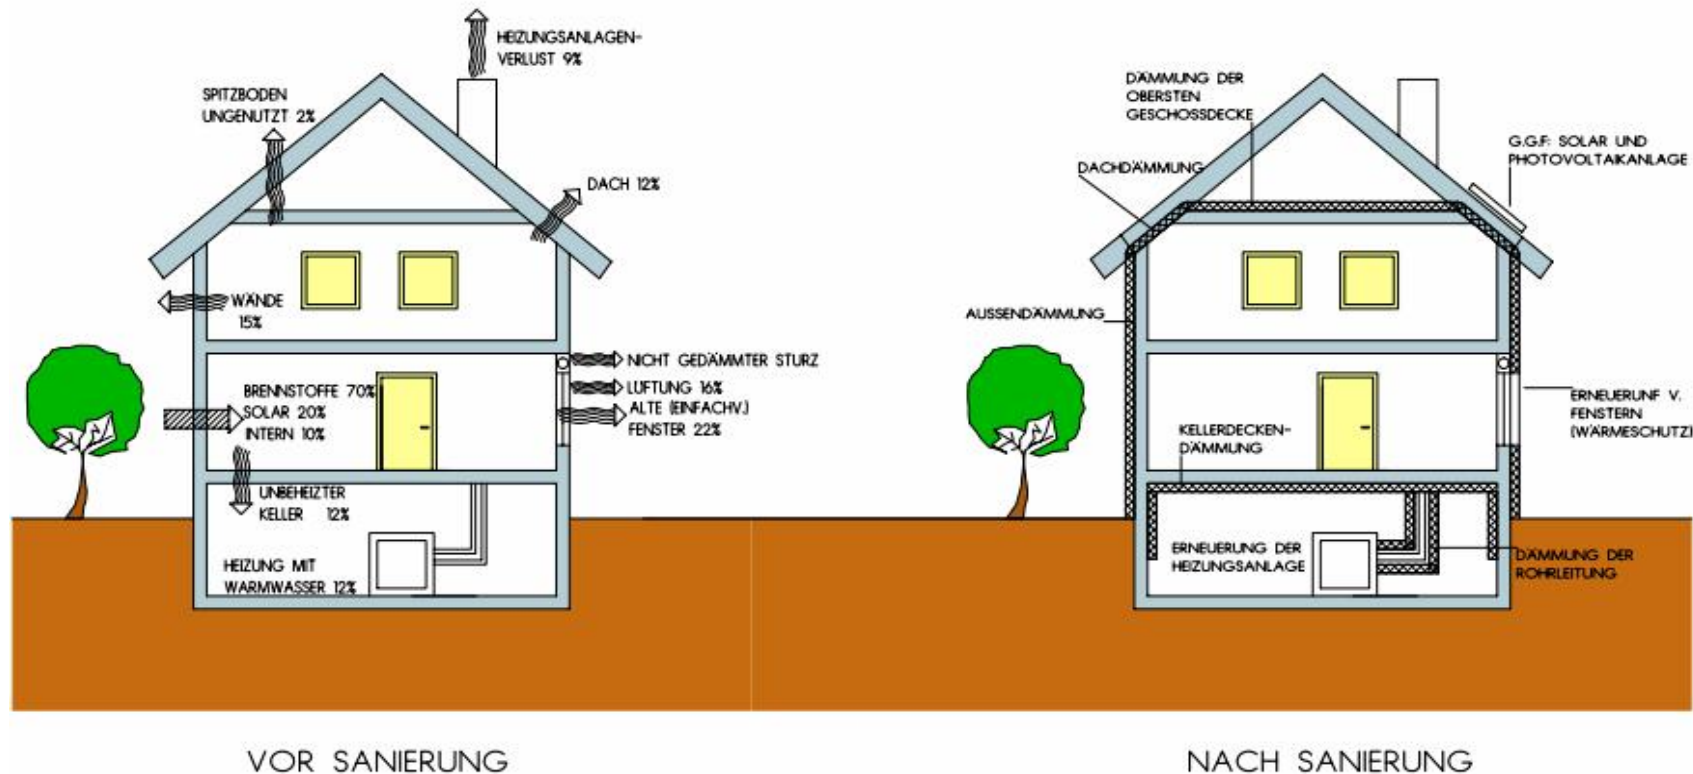 HEIZUNGSANLAGEN-
VERLUST 9%
SPITZBODEN
UNGENUTZT 2%
DACH 12%
WÄNDE
15%
NICHT GEDÄMMTER STURZ
LÜFTUNG 16%
ALTE (EINFACHV.)
FENSTER 22%
BRENNSTOFFE 70%
SOLAR 20%
INTERN 10%
UNBEHEIZTER
KELLER 12%
HEIZUNG MIT
WARMWASSER 12%
VOR SANIERUNG
DÄMMUNG DER
OBERSTEN
GESCHOSSDECKE
G.G.F: SOLAR UND
PHOTOVOLTAIKANLAGE
DACHDÄMMUNG
AUSSENDÄMMUNG
ERNEUERUNF V.
FENSTERN
(WÄRMESCHUTZ)
KELLERDECKEN-
DÄMMUNG
ERNEUERUNG DER
HEIZUNGSANLAGE
DÄMMUNG DER
ROHRLEITUNG
NACH SANIERUNG